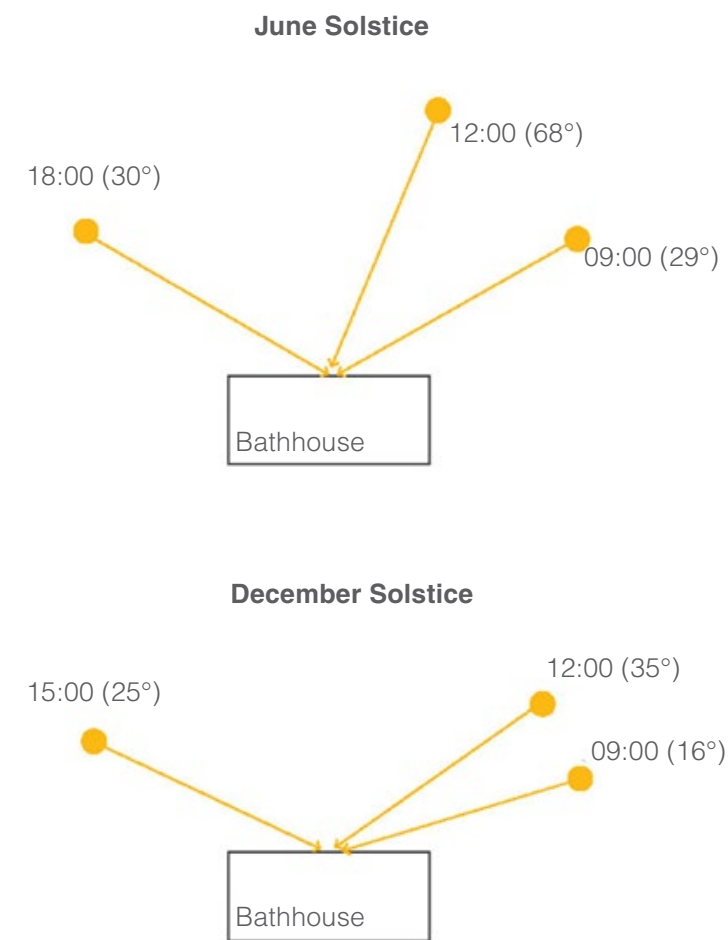 June Solstice
12:00 (68°)
18:00 (30°)
09:00 (29°)
Bathhouse
December Solstice
12:00 (35°)
15:00 (25°)
09:00 (16°)
Bathhouse